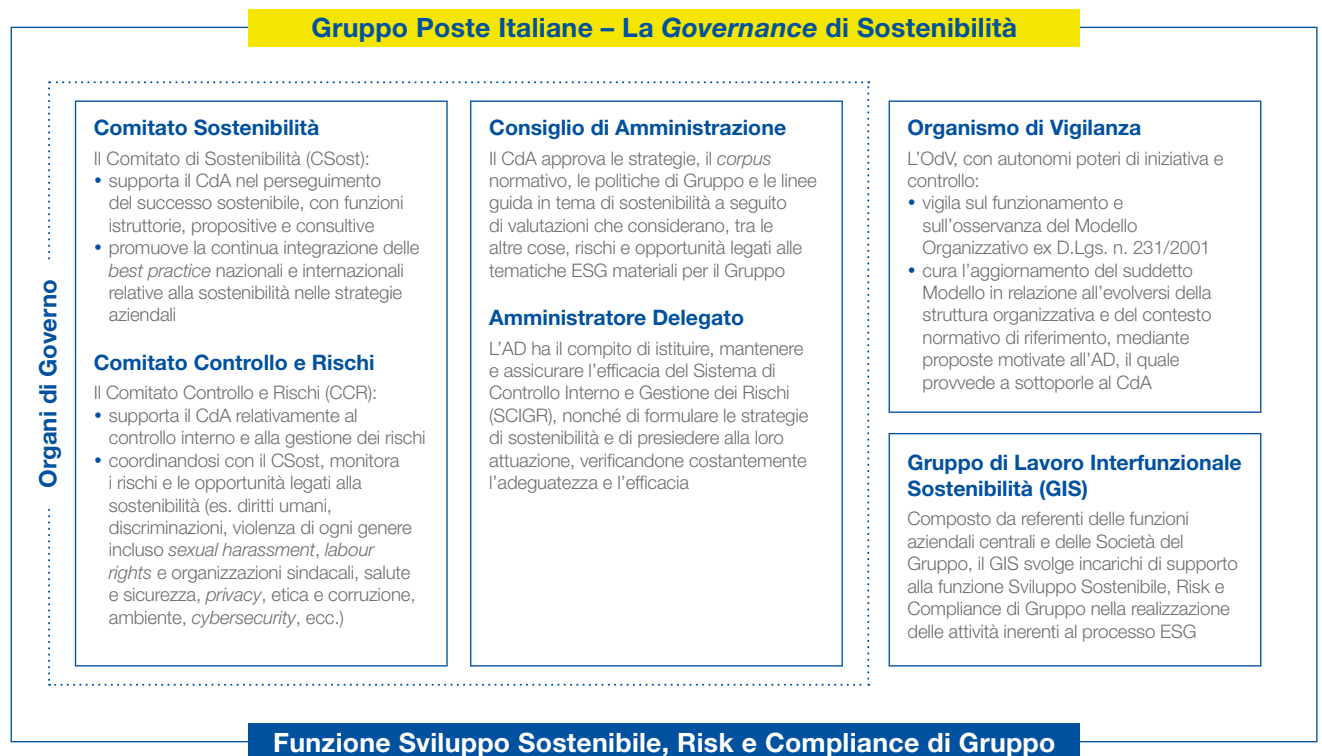 Gruppo Poste Italiane – La Governance di Sostenibilità
Organi di Governo
Comitato Sostenibilità
Il Comitato di Sostenibilità (CSost):
• supporta il CdA nel perseguimento
del successo sostenibile, con funzioni
istruttorie, propositive e consultive
• promuove la continua integrazione delle
best practice nazionali e internazionali
relative alla sostenibilità nelle strategie
aziendali
Comitato Controllo e Rischi
Il Comitato Controllo e Rischi (CCR):
• supporta il CdA relativamente al
controllo interno e alla gestione dei rischi
• coordinandosi con il CSost, monitora
i rischi e le opportunità legati alla
sostenibilità (es. diritti umani,
discriminazioni, violenza di ogni genere
incluso sexual harassment, labour
rights e organizzazioni sindacali, salute
e sicurezza, privacy, etica e corruzione,
ambiente, cybersecurity, ecc.)
Consiglio di Amministrazione
Il CdA approva le strategie, il corpus
normativo, le politiche di Gruppo e le linee
guida in tema di sostenibilità a seguito
di valutazioni che considerano, tra le
altre cose, rischi e opportunità legati alle
tematiche ESG materiali per il Gruppo
Amministratore Delegato
L’AD ha il compito di istituire, mantenere
e assicurare l’efficacia del Sistema di
Controllo Interno e Gestione dei Rischi
(SCIGR), nonché di formulare le strategie
di sostenibilità e di presiedere alla loro
attuazione, verificandone costantemente
l’adeguatezza e l’efficacia
Organismo di Vigilanza
L’OdV, con autonomi poteri di iniziativa e
controllo:
• vigila sul funzionamento e
sull’osservanza del Modello
Organizzativo ex D.Lgs. n. 231/2001
• cura l’aggiornamento del suddetto
Modello in relazione all’evolversi della
struttura organizzativa e del contesto
normativo di riferimento, mediante
proposte motivate all’AD, il quale
provvede a sottoporle al CdA
Gruppo di Lavoro Interfunzionale
Sostenibilità (GIS)
Composto da referenti delle funzioni
aziendali centrali e delle Società del
Gruppo, il GIS svolge incarichi di supporto
alla funzione Sviluppo Sostenibile, Risk e
Compliance di Gruppo nella realizzazione
delle attività inerenti al processo ESG
Funzione Sviluppo Sostenibile, Risk e Compliance di Gruppo